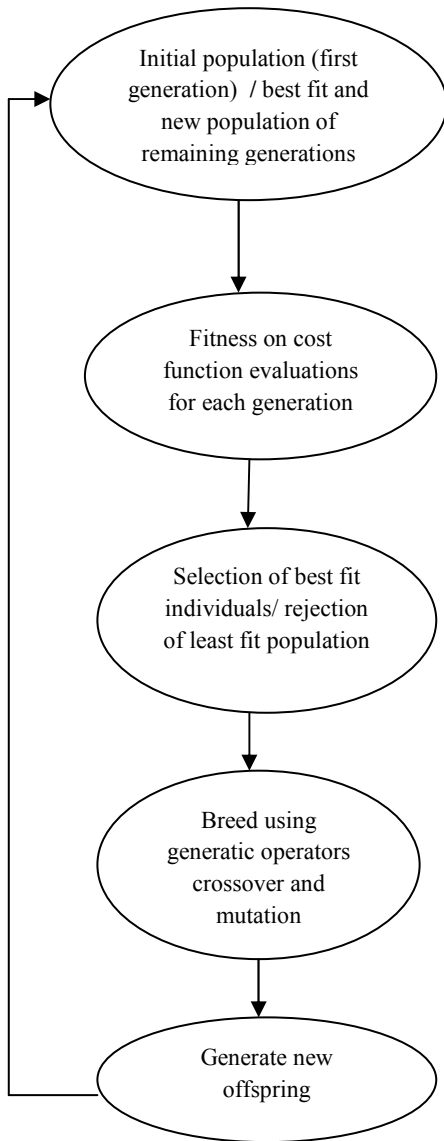 Initial population (first
generation) / best fit and
new population of
remaining generations
Fitness on cost
function evaluations
for each generation
Selection of best fit
individuals/ rejection
of least fit population
Breed using
generatic operators
crossover and
mutation
Generate new
offspring